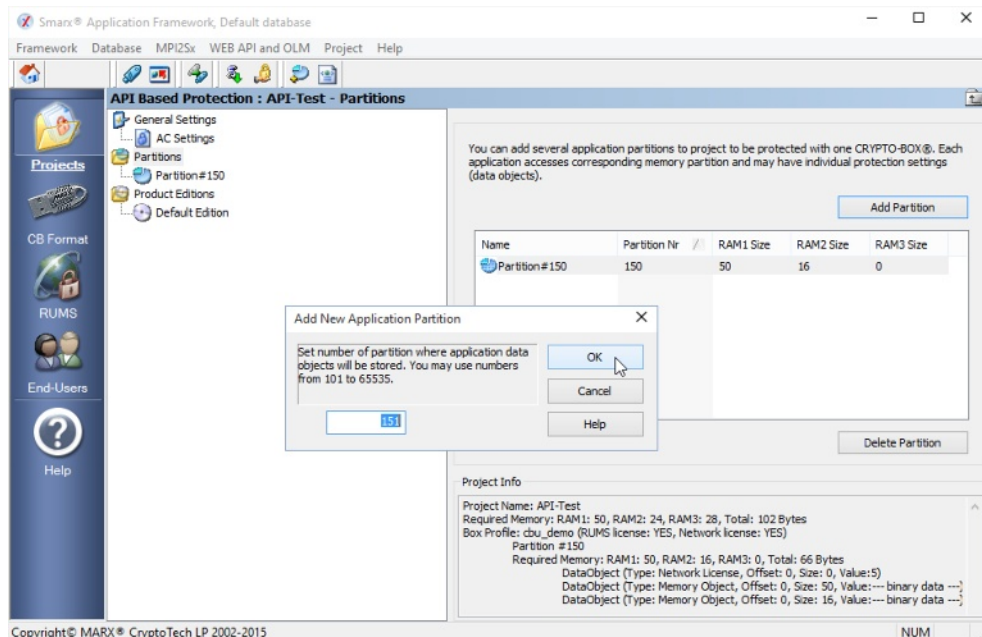 Smarx® Application Framework, Default database
Framework Database MPI2Sx WEB API and OLM Project Help
API Based Protection : API-Test - Partitions
Projects
CB Format
RUMS
End-Users
Help
General Settings
AC Settings
Partitions
Partition#150
Product Editions
Default Edition
You can add several application partitions to project to be protected with one CRYPTO-BOX®. Each
application accesses corresponding memory partition and may have individual protection settings
(data objects).
Add Partition
Name Partition Nr RAM1 Size RAM2 Size RAM3 Size
Partition#150 150 50 16 0
Add New Application Partition
Set number of partition where application data
objects will be stored. You may use numbers
from 101 to 65535.
151
OK
Cancel
Help
Delete Partition
Project Info
Project Name: API-Test
Required Memory: RAM1: 50, RAM2: 24, RAM3: 28, Total: 102 Bytes
Box Profile: cbu_demo (RUMS license: YES, Network license: YES)
Partition #150
Required Memory: RAM1: 50, RAM2: 16, RAM3: 0, Total: 66 Bytes
DataObject (Type: Network License, Offset: 0, Size: 0, Value:5)
DataObject (Type: Memory Object, Offset: 0, Size: 50, Value:--- binary data ---)
DataObject (Type: Memory Object, Offset: 0, Size: 16, Value:--- binary data ---)
Copyright© MARX® CryptoTech LP 2002-2015
NUM